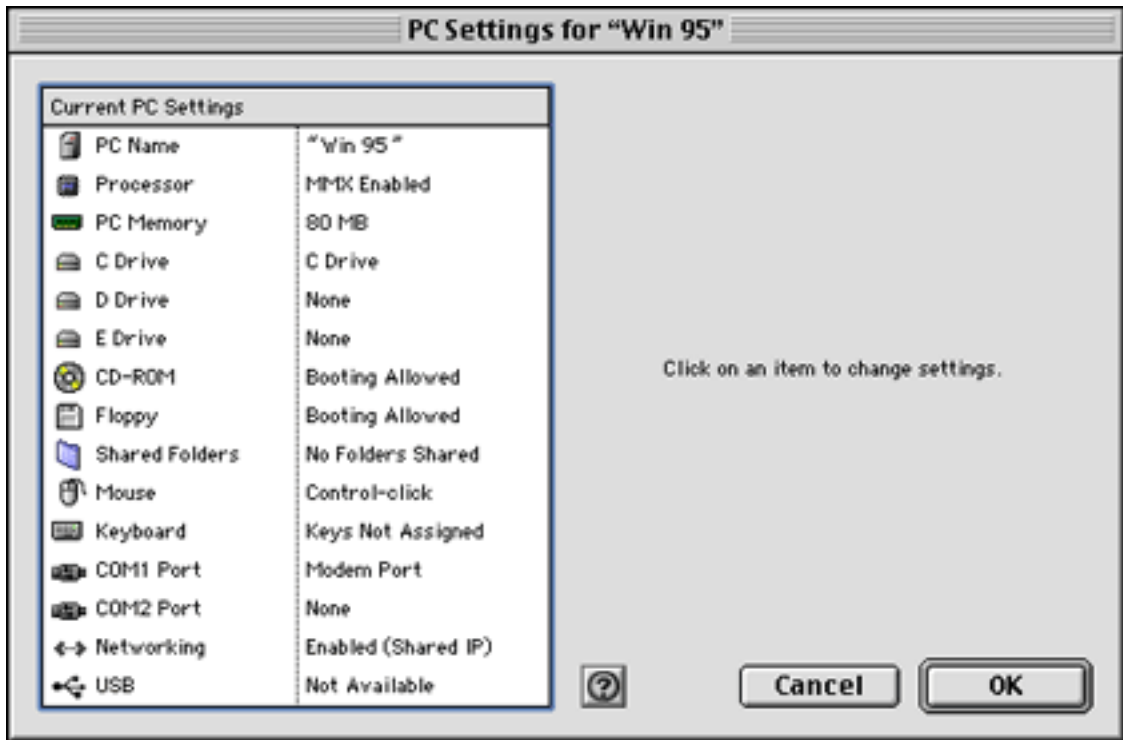 PC Settings for “Win 95”
Current PC Settings
PC Name "Win 95"
Processor MMX Enabled
PC Memory 80 MB
C Drive C Drive
D Drive None
E Drive None
CD-ROM Booting Allowed
Floppy Booting Allowed
Shared Folders No Folders Shared
Mouse Control-click
Keyboard Keys Not Assigned
COM1 Port Modem Port
COM2 Port None
Networking Enabled (Shared IP)
USB Not Available
Click on an item to change settings.
?
Cancel
OK